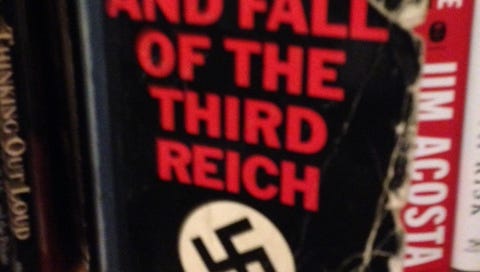 THINKING OUT LOUD
AND FALL
OF THE
THIRD
REICH
JIM ACOSTA